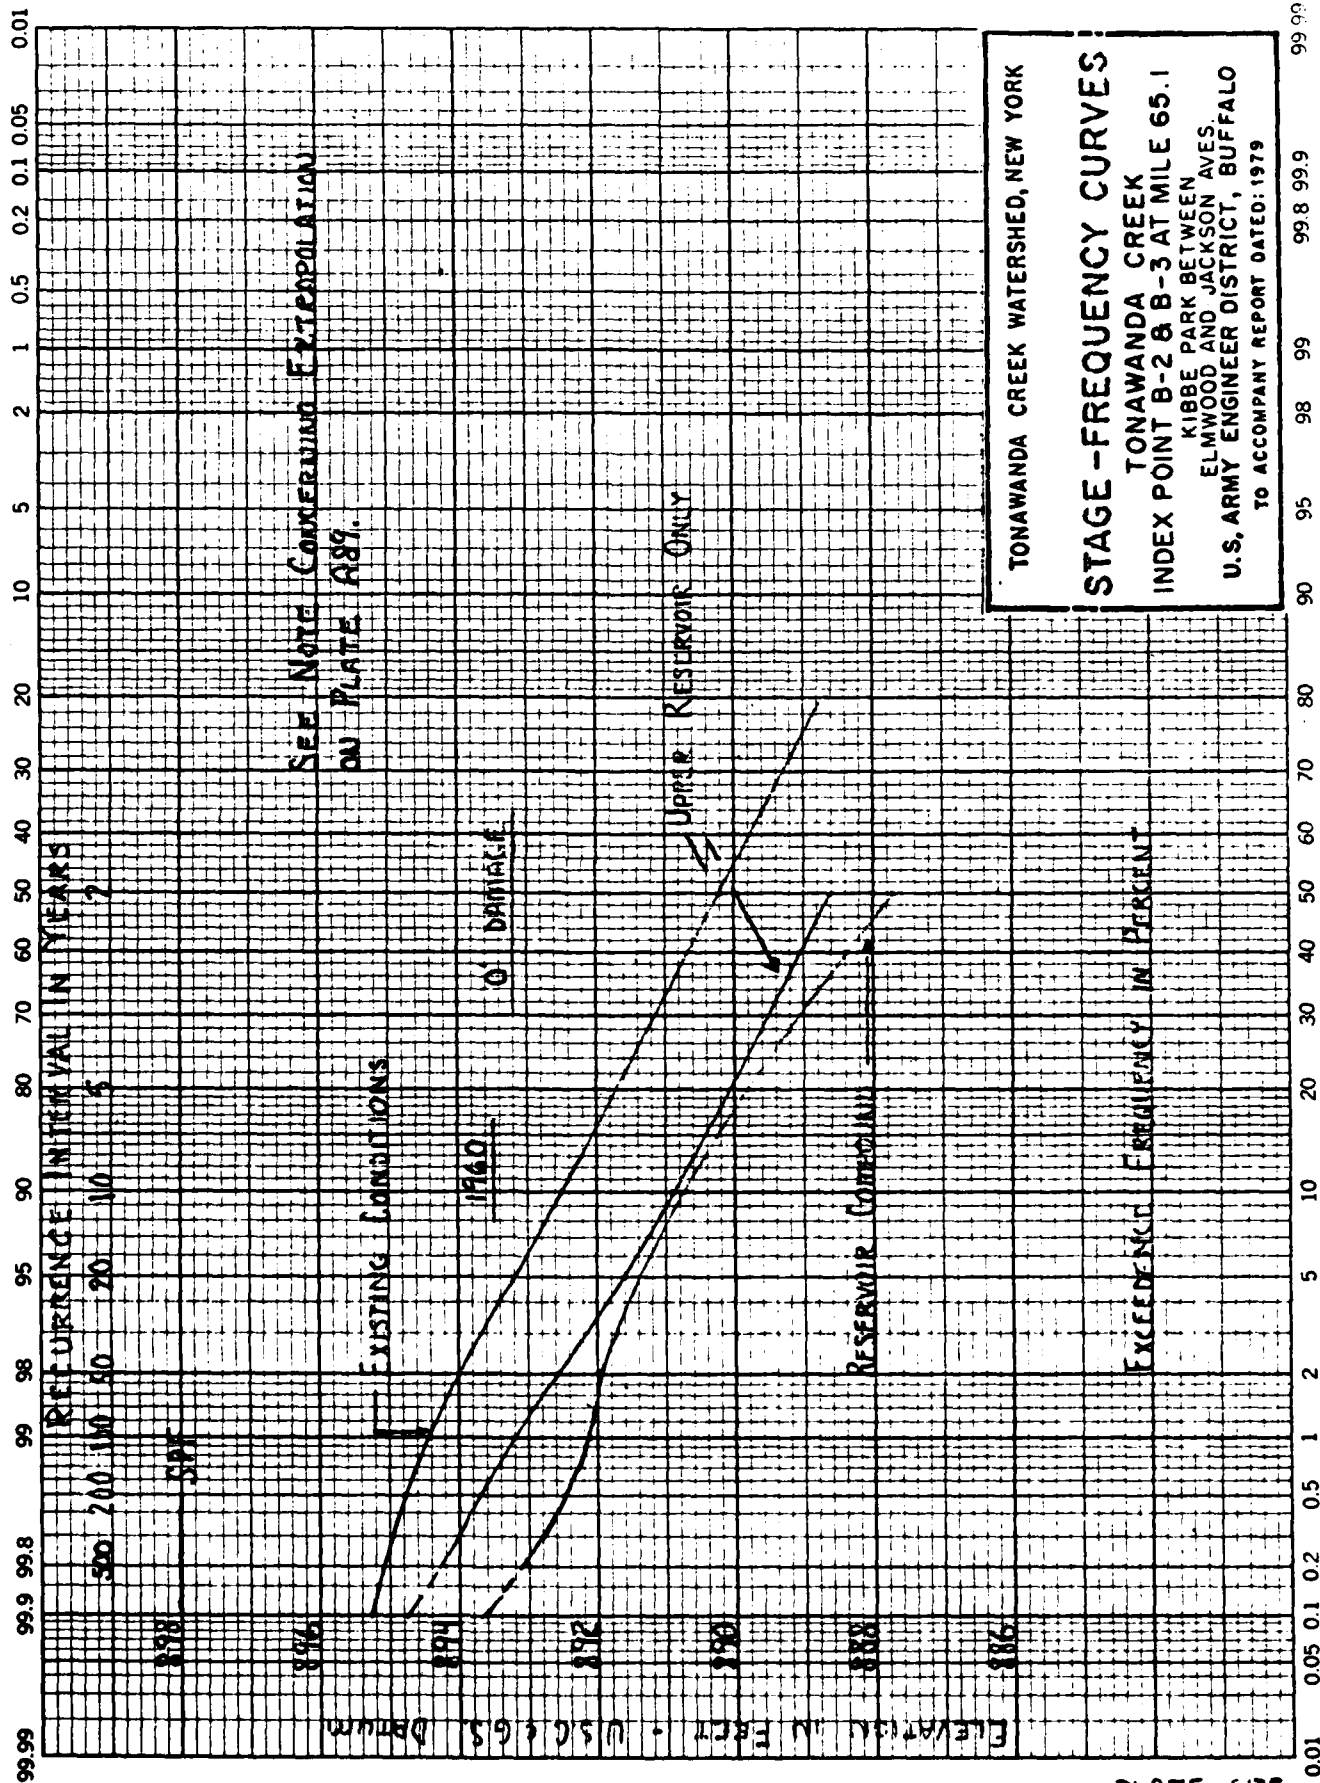 0.01 0.05 0.1 0.2 0.5 1 2 5 10 20 30 40 50 60 70 80 90 95 98 99 99.8 99.9 99.99
RECURRENCE INTERVAL IN YEARS
500 200 100 50 20 10 5 2
SPF
SEE NOTE CONCERNING EXTRAPOLATION
ON PLATE A89.
EXISTING CONDITIONS
1960
0' DAMAGE
UPPER RESERVOIR ONLY
RESERVOIR COMPOUND
EXCEEDENCE FREQUENCY IN PERCENT
898
896
894
892
890
888
886
ELEVATION IN FEET - U.S.C. & G.S. DATUM
0.01 0.05 0.1 0.2 0.5 1 2 5 10 20 30 40 50 60 70 80 90 95 98 99 99.8 99.9 99.99
TONAWANDA CREEK WATERSHED, NEW YORK
STAGE-FREQUENCY CURVES
TONAWANDA CREEK
INDEX POINT B-2 & B-3 AT MILE 65.1
KIBBE PARK BETWEEN
ELMWOOD AND JACKSON AVES.
U.S. ARMY ENGINEER DISTRICT, BUFFALO
TO ACCOMPANY REPORT DATED: 1979